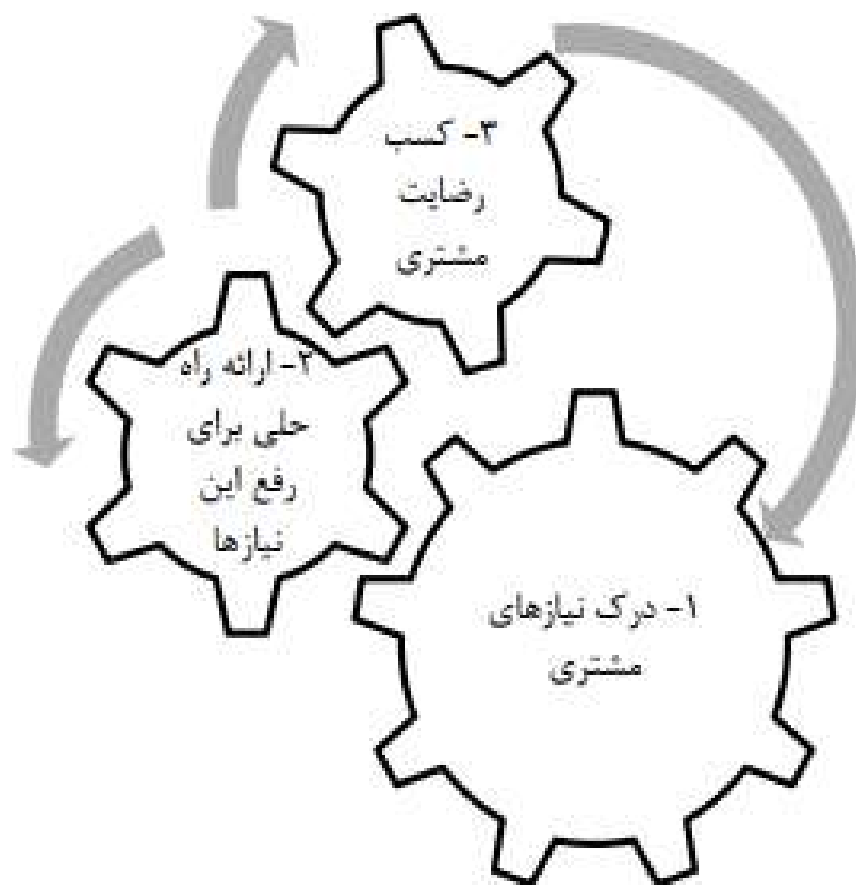 ۳- کسب
رضایت
مشتری
۲- ارائه راه
حلی برای
رفع این
نیازها
۱- درک نیازهای
مشتری